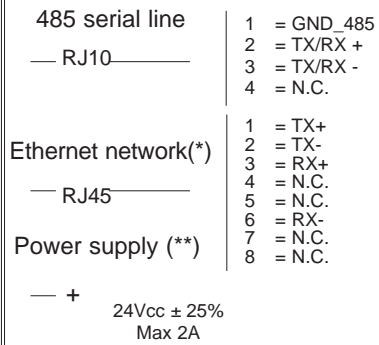 485 serial line
RJ10
1 = GND_485
2 = TX/RX +
3 = TX/RX -
4 = N.C.
Ethernet network(*)
RJ45
1 = TX+
2 = TX-
3 = RX+
4 = N.C.
5 = N.C.
6 = RX-
7 = N.C.
8 = N.C.
Power supply (**)
+
24Vcc ± 25%
Max 2A